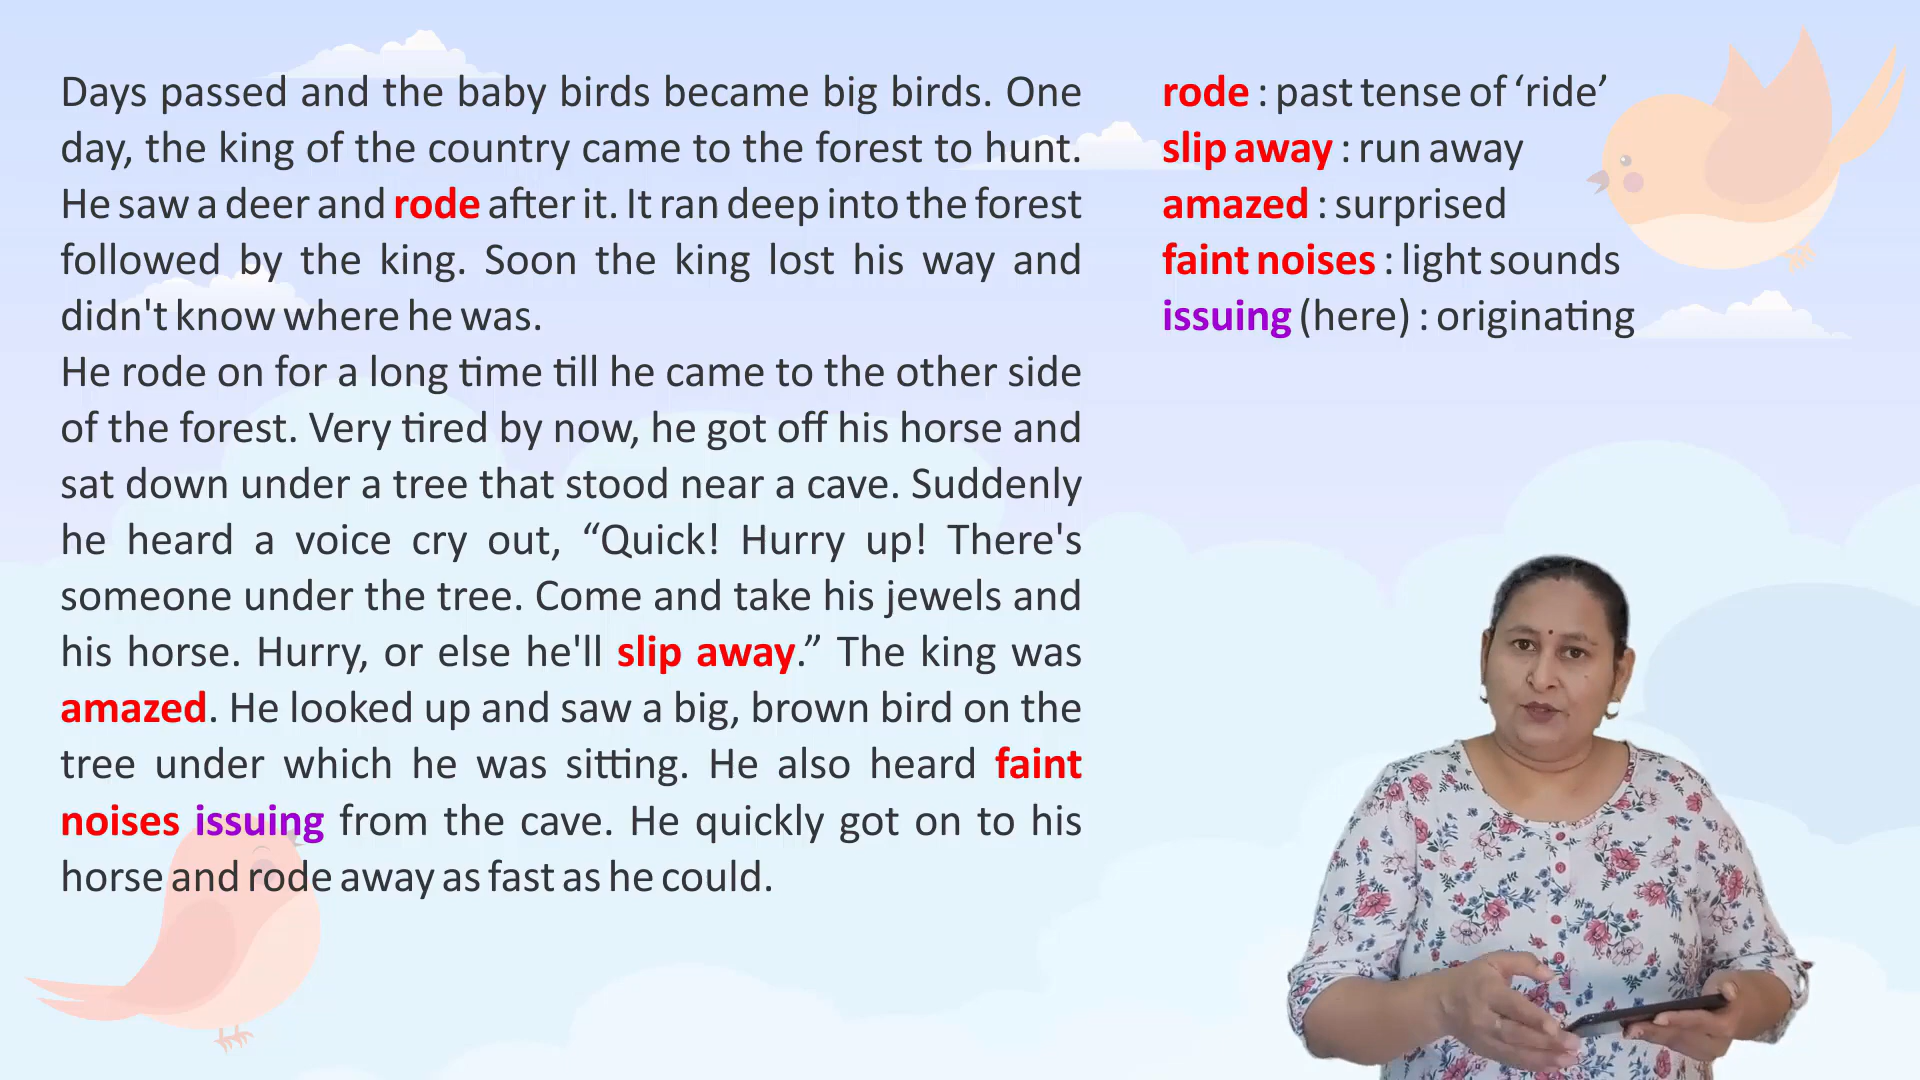 Days passed and the baby birds became big birds. One
day, the king of the country came to the forest to hunt.
He saw a deer and rode after it. It ran deep into the forest
followed by the king. Soon the king lost his way and
didn't know where he was.
He rode on for a long time till he came to the other side
of the forest. Very tired by now, he got off his horse and
sat down under a tree that stood near a cave. Suddenly
he heard a voice cry out, “Quick! Hurry up! There's
someone under the tree. Come and take his jewels and
his horse. Hurry, or else he'll slip away.” The king was
amazed. He looked up and saw a big, brown bird on the
tree under which he was sitting. He also heard faint
noises issuing from the cave. He quickly got on to his
horse and rode away as fast as he could.
rode : past tense of ‘ride’
slip away : run away
amazed : surprised
faint noises : light sounds
issuing (here) : originating